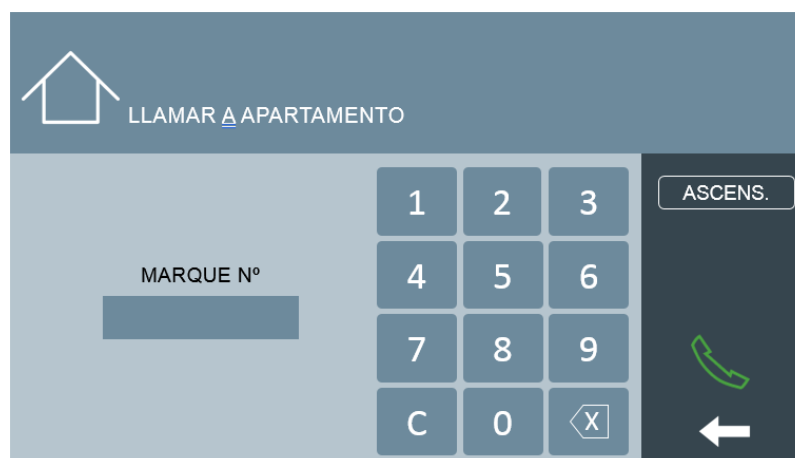 LLAMAR A APARTAMENTO
1 2 3
ASCENS.
MARQUE Nº
4 5 6
7 8 9
C 0 X